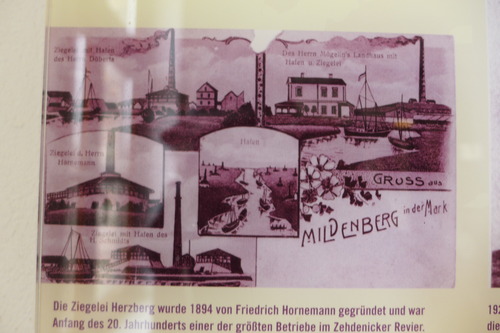 Ziegelei mit Hafen
des Herrn Döberitz
Des Herrn Landhaus mit
Hafen u. Ziegelei
Ziegelei d. Herrn
Hornemann
Hafen
GRUSS aus
MILDENBERG in der Mark
Ziegelei mit Hafen des
Die Ziegelei Herzberg wurde 1894 von Friedrich Hornemann gegründet und war
Anfang des 20. Jahrhunderts einer der größten Betriebe im Zehdenicker Revier.